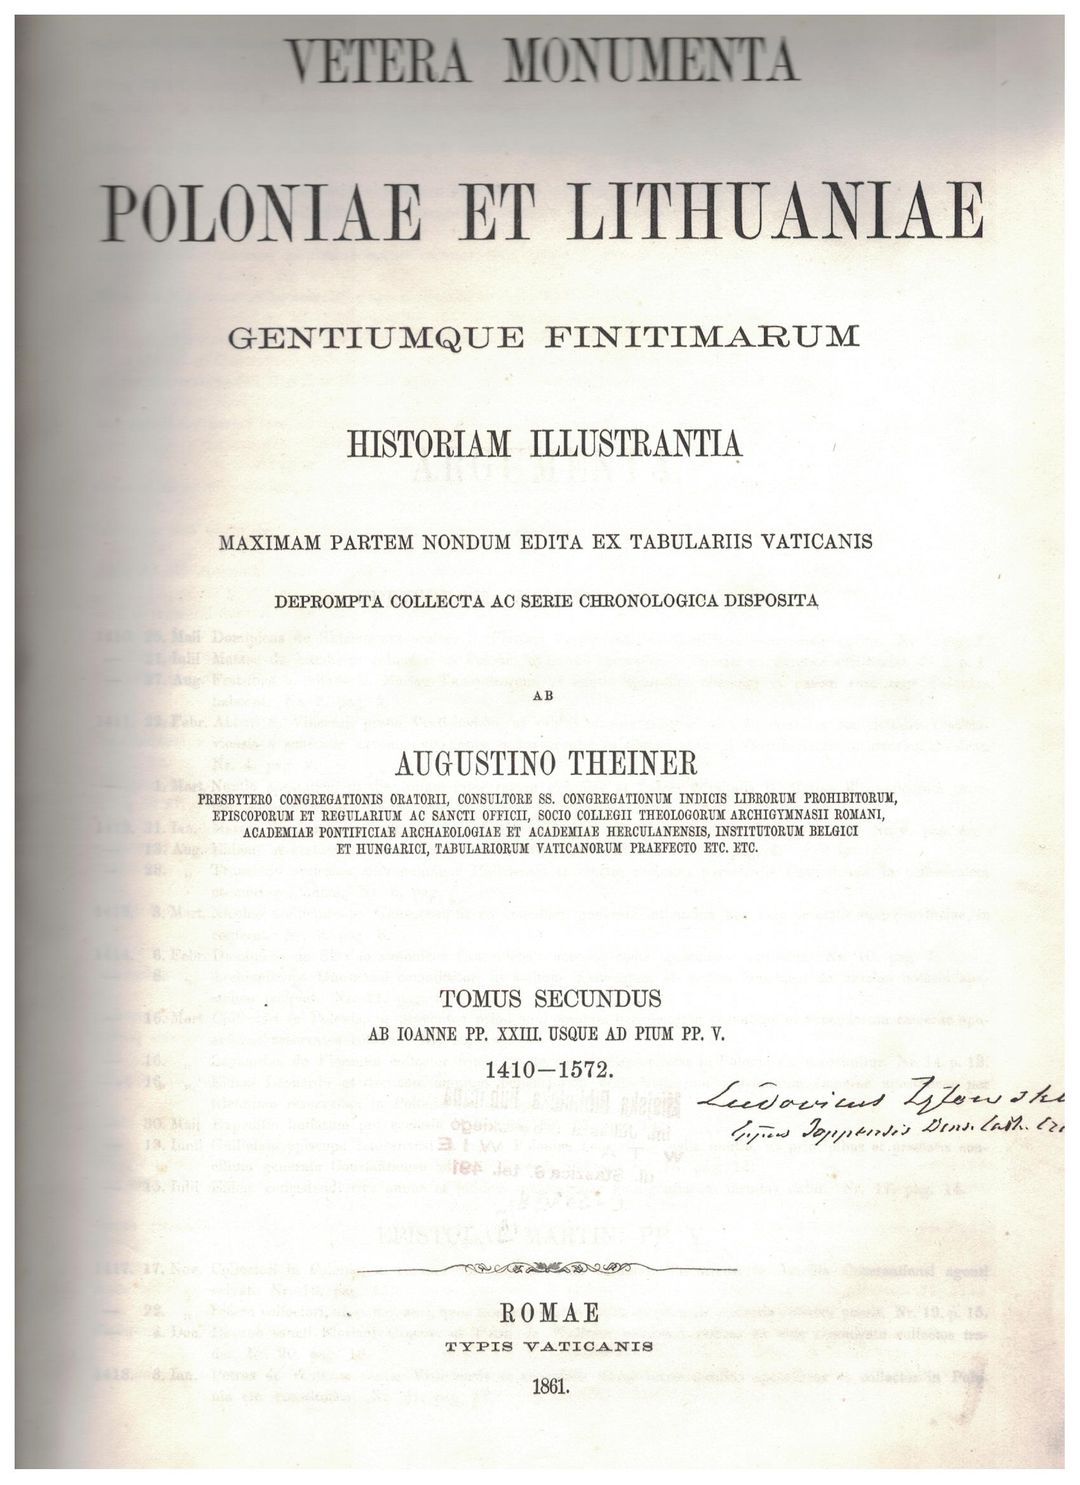 VETERA MONUMENTA
POLONIAE ET LITHUANIAE
GENTIUMQUE FINITIMARUM
HISTORIAM ILLUSTRANTIA
MAXIMAM PARTEM NONDUM EDITA EX TABULARIIS VATICANIS
DEPROMPTA COLLECTA AC SERIE CHRONOLOGICA DISPOSITA
AB
AUGUSTINO THEINER
PRESBYTERO CONGREGATIONIS ORATORII, CONSULTORE SS. CONGREGATIONUM INDICIS LIBRORUM PROHIBITORUM,
EPISCOPORUM ET REGULARIUM AC SANCTI OFFICII, SOCIO COLLEGII THEOLOGORUM ARCHIGYMNASII ROMANI,
ACADEMIAE PONTIFICIAE ARCHAEOLOGIAE ET ACADEMIAE HERCULANENSIS, INSTITUTORUM BELGICI
ET HUNGARICI, TABULARIORUM VATICANORUM PRAEFECTO ETC. ETC.
TOMUS SECUNDUS
AB IOANNE PP. XXIII. USQUE AD PIUM PP. V.
1410—1572.
Ludovicus
Joppensis
ROMAE
TYPIS VATICANIS
1861.